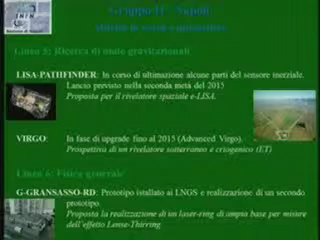 INFN
Gruppo II - Napoli
Linea 5: Ricerca di onde gravitazionali
LISA-PATHFINDER: In corso di ultimazione alcune parti del sensore inerziale.
Lancio previsto nella seconda metà del 2015
Proposta per il rivelatore spaziale e-LISA.
VIRGO: In fase di upgrade fino al 2015 (Advanced Virgo).
Prospettiva di un rivelatore sotterraneo e criogenico (ET)
Linea 6: Fisica generale
G-GRANSASSO-RD: Prototipo istallato ai LNGS e realizzazione di un secondo
prototipo.
Proposta la realizzazione di un laser-ring di ampia base per misure
dell'effetto Lense-Thirring